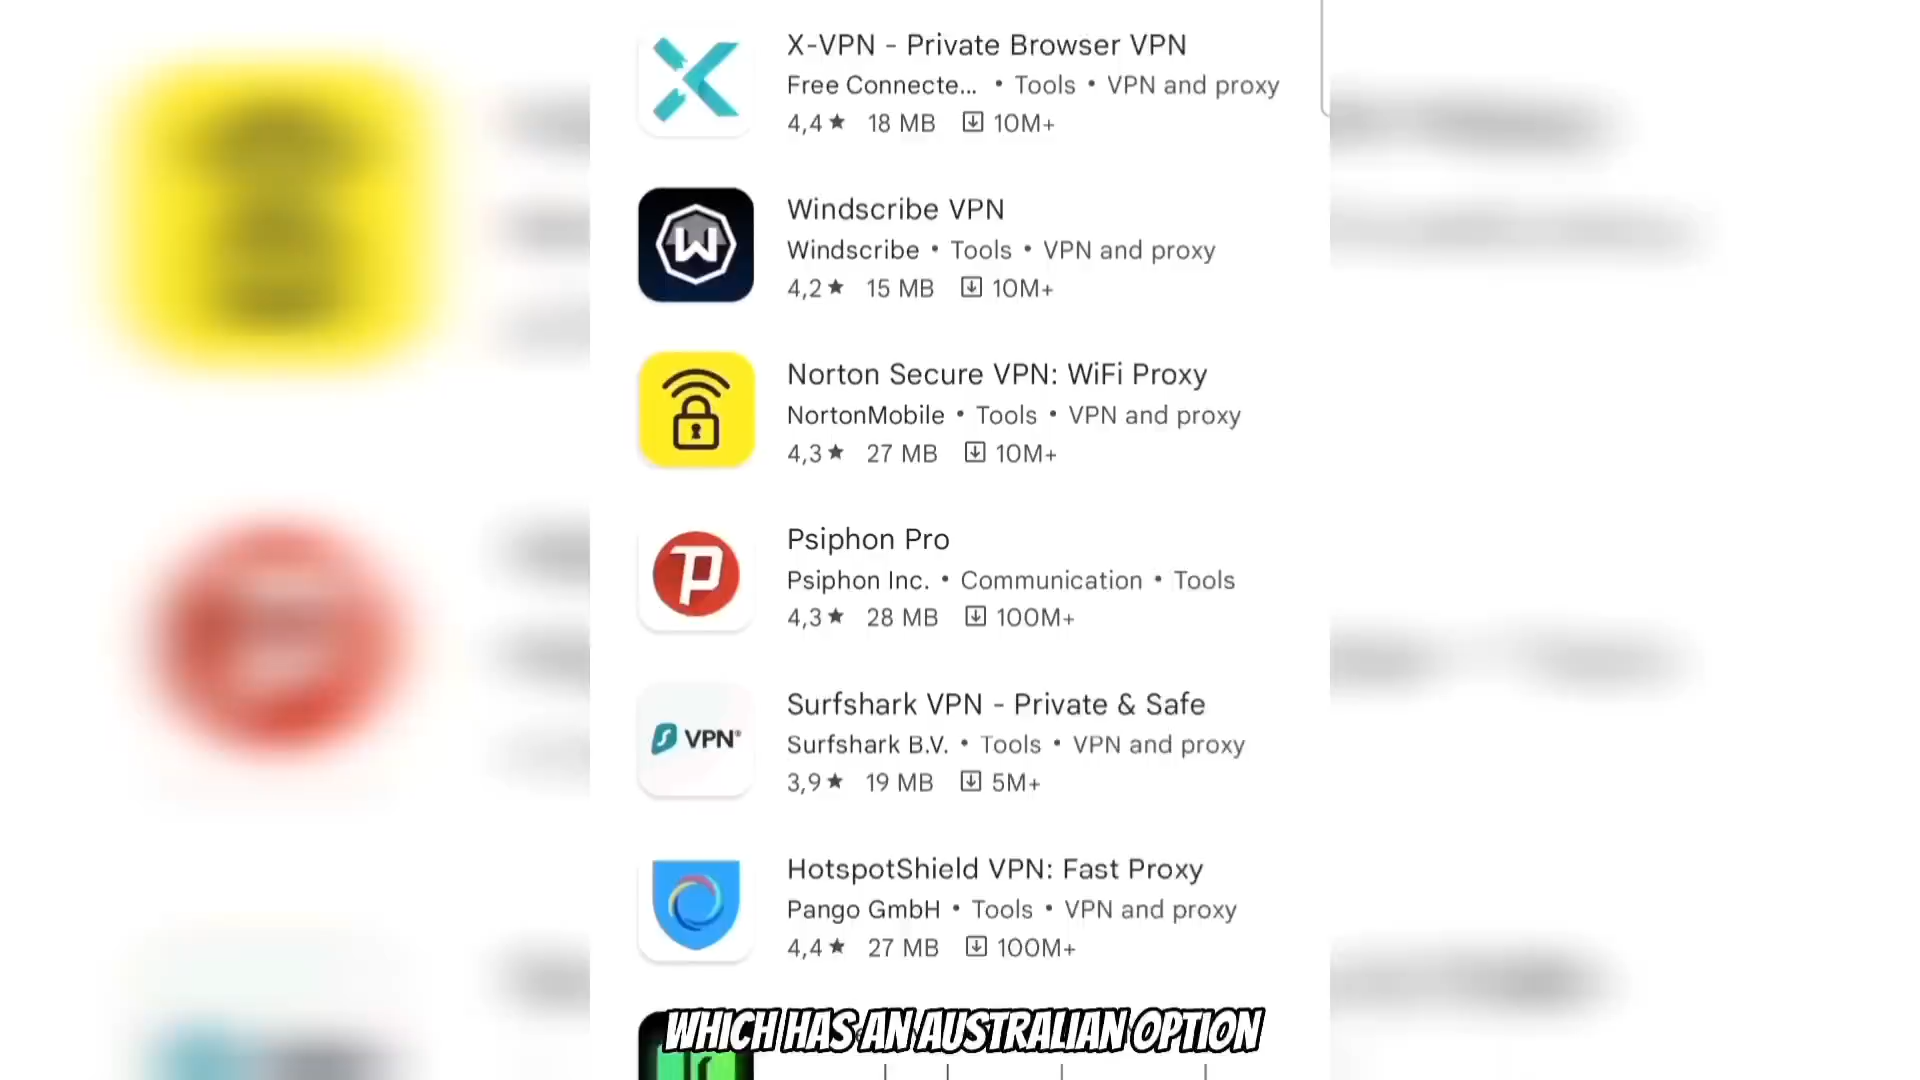 X-VPN - Private Browser VPN
Free Connecte... • Tools • VPN and proxy
4,4 ★ 18 MB 10M+
Windscribe VPN
W
Windscribe • Tools • VPN and proxy
4,2 ★ 15 MB 10M+
Norton Secure VPN: WiFi Proxy
NortonMobile • Tools • VPN and proxy
4,3 ★ 27 MB 10M+
Psiphon Pro
P
Psiphon Inc. • Communication • Tools
4,3 ★ 28 MB 100M+
Surfshark VPN - Private & Safe
VPN
Surfshark B.V. • Tools • VPN and proxy
3,9 ★ 19 MB 5M+
HotspotShield VPN: Fast Proxy
Pango GmbH • Tools • VPN and proxy
4,4 ★ 27 MB 100M+
WHICH HAS AN AUSTRALIAN OPTION